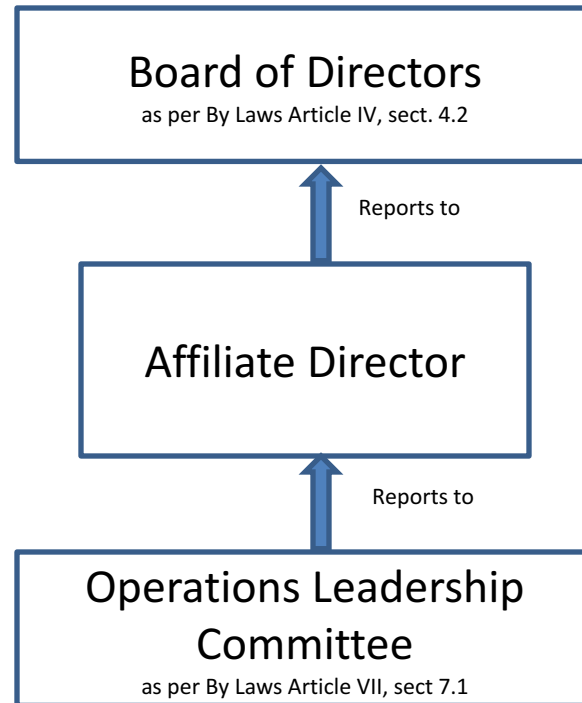 Board of Directors
as per By Laws Article IV, sect. 4.2
Reports to
Affiliate Director
Reports to
Operations Leadership
Committee
as per By Laws Article VII, sect 7.1